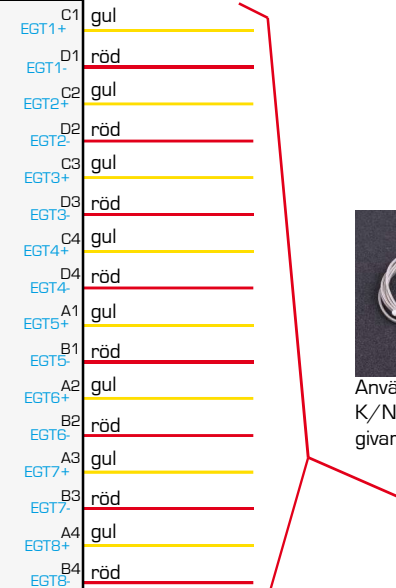 C1 gul
EGT1+
D1 röd
EGT1-
C2 gul
EGT2+
D2 röd
EGT2-
C3 gul
EGT3+
D3 röd
EGT3-
C4 gul
EGT4+
D4 röd
EGT4-
A1 gul
EGT5+
B1 röd
EGT5-
A2 gul
EGT6+
B2 röd
EGT6-
A3 gul
EGT7+
B3 röd
EGT7-
A4 gul
EGT8+
B4 röd
EGT8-
Anvä
K/N
givar